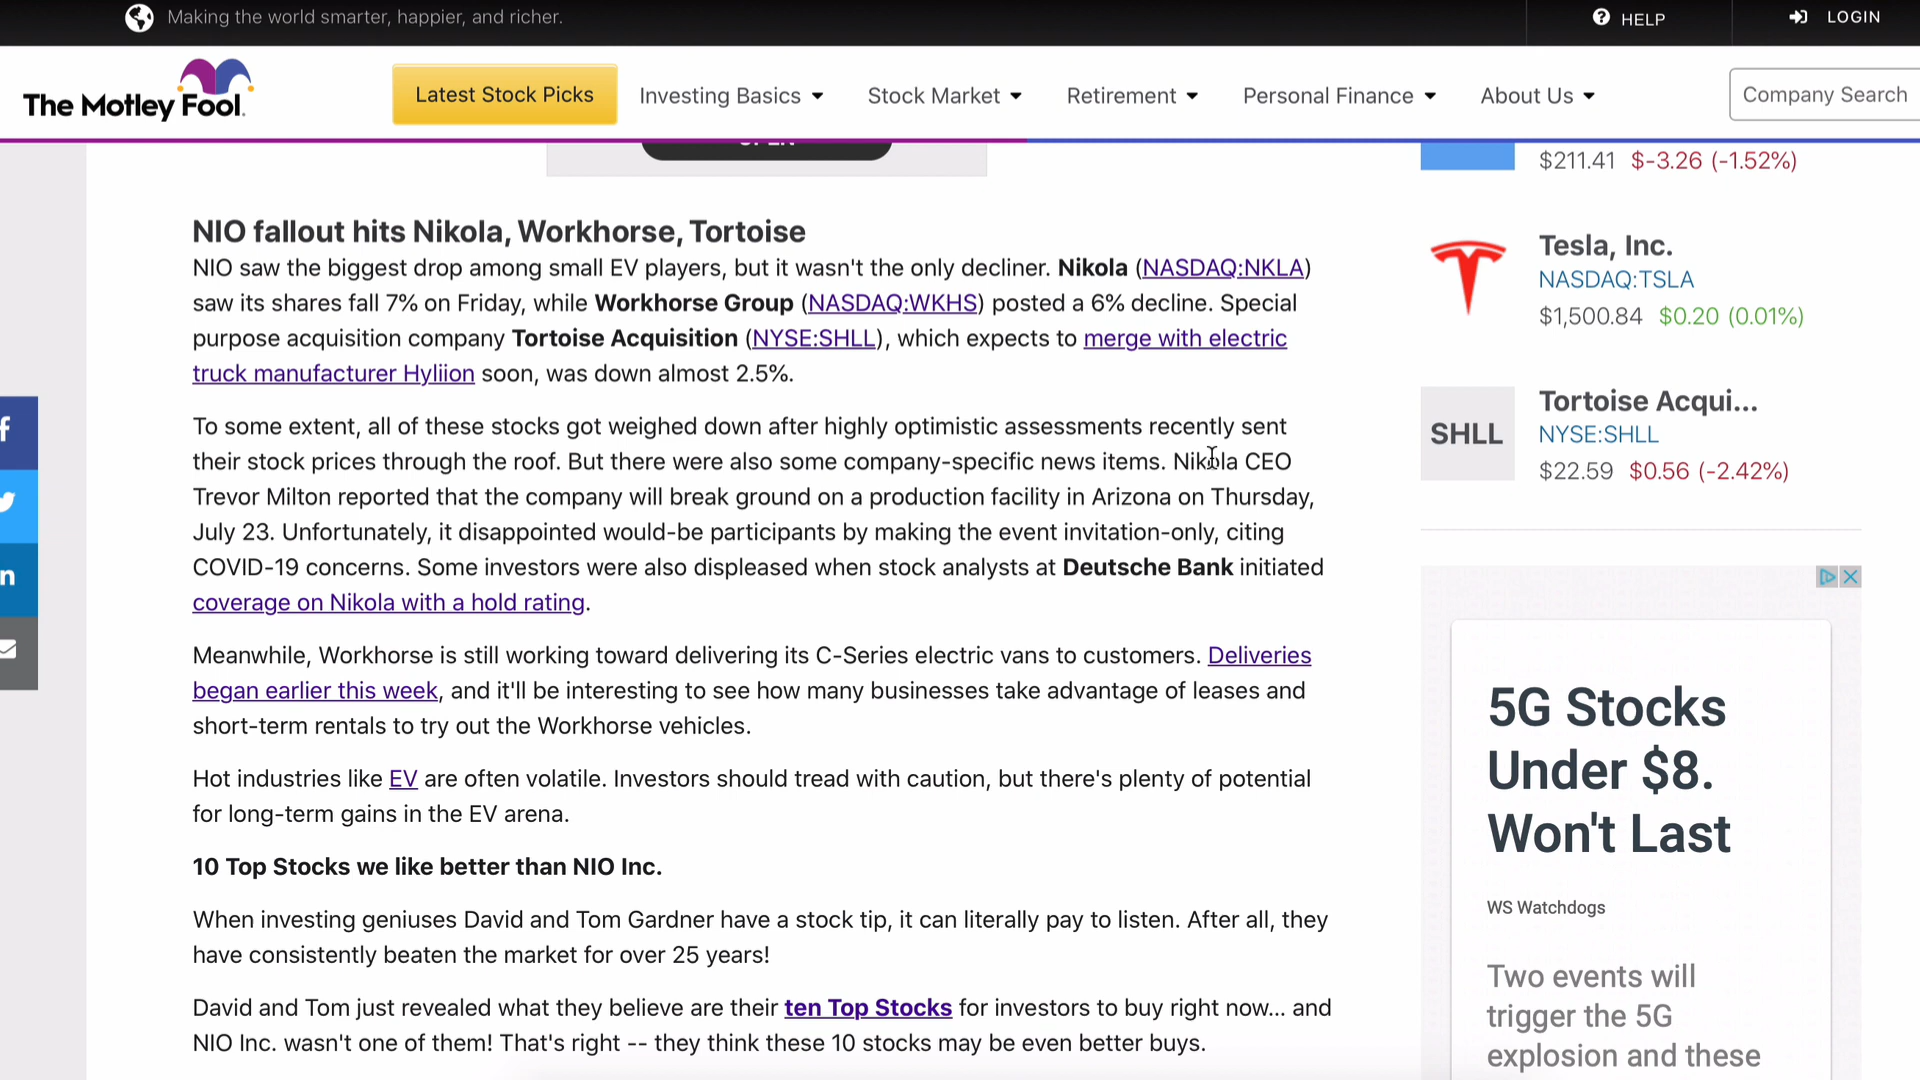 Making the world smarter, happier, and richer.
HELP
LOGIN
The Motley Fool.
Latest Stock Picks
Investing Basics
Stock Market
Retirement
Personal Finance
About Us
Company Search
OPEN
NIO fallout hits Nikola, Workhorse, Tortoise
NIO saw the biggest drop among small EV players, but it wasn't the only decliner. Nikola (NASDAQ:NKLA)
saw its shares fall 7% on Friday, while Workhorse Group (NASDAQ:WKHS) posted a 6% decline. Special
purpose acquisition company Tortoise Acquisition (NYSE:SHLL), which expects to merge with electric
truck manufacturer Hyliion soon, was down almost 2.5%.
To some extent, all of these stocks got weighed down after highly optimistic assessments recently sent
their stock prices through the roof. But there were also some company-specific news items. Nikola CEO
Trevor Milton reported that the company will break ground on a production facility in Arizona on Thursday,
July 23. Unfortunately, it disappointed would-be participants by making the event invitation-only, citing
COVID-19 concerns. Some investors were also displeased when stock analysts at Deutsche Bank initiated
coverage on Nikola with a hold rating.
Meanwhile, Workhorse is still working toward delivering its C-Series electric vans to customers. Deliveries
began earlier this week, and it'll be interesting to see how many businesses take advantage of leases and
short-term rentals to try out the Workhorse vehicles.
Hot industries like EV are often volatile. Investors should tread with caution, but there's plenty of potential
for long-term gains in the EV arena.
10 Top Stocks we like better than NIO Inc.
When investing geniuses David and Tom Gardner have a stock tip, it can literally pay to listen. After all, they
have consistently beaten the market for over 25 years!
David and Tom just revealed what they believe are their ten Top Stocks for investors to buy right now... and
NIO Inc. wasn't one of them! That's right -- they think these 10 stocks may be even better buys.
$211.41 $-3.26 (-1.52%)
Tesla, Inc.
NASDAQ:TSLA
$1,500.84 $0.20 (0.01%)
SHLL
Tortoise Acqui...
NYSE:SHLL
$22.59 $0.56 (-2.42%)
5G Stocks
Under $8.
Won't Last
WS Watchdogs
Two events will
trigger the 5G
explosion and these